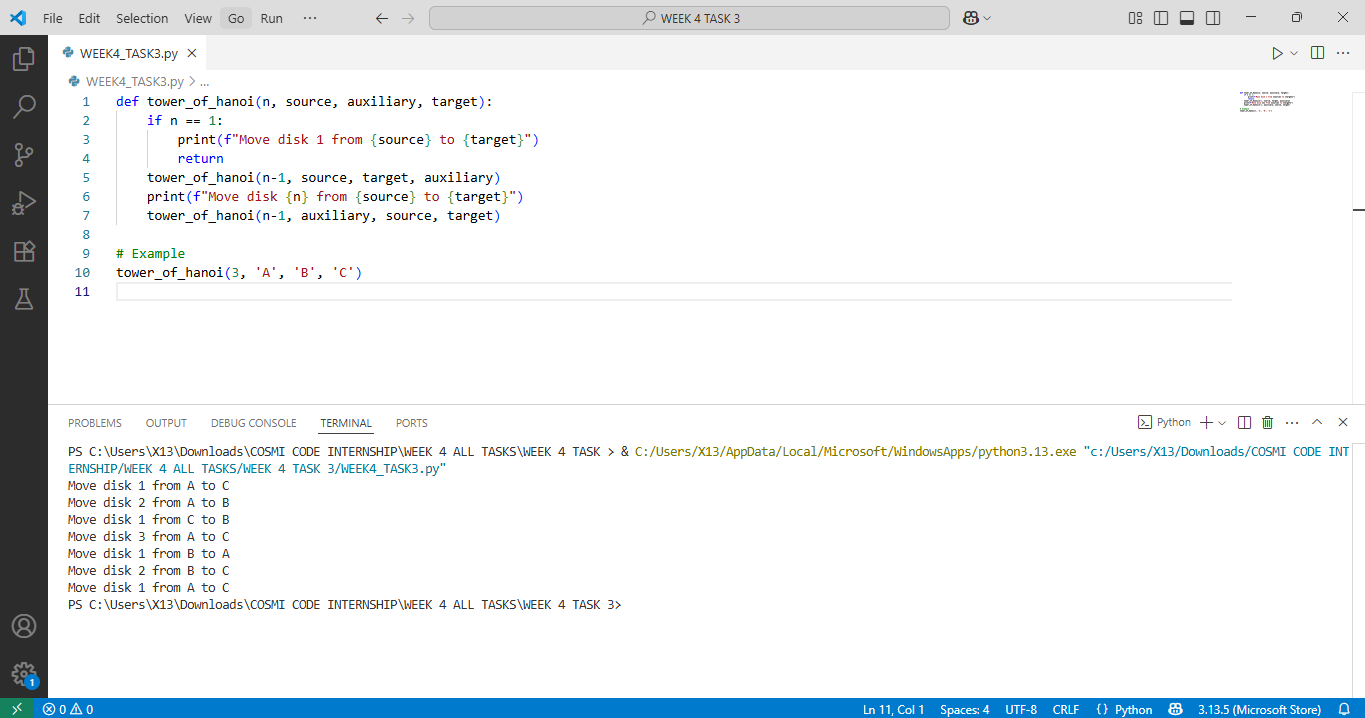 File Edit Selection View Go Run ··· WEEK 4 TASK 3
WEEK4_TASK3.py
WEEK4_TASK3.py > ...
1 def tower_of_hanoi(n, source, auxiliary, target):
2     if n == 1:
3         print(f"Move disk 1 from {source} to {target}")
4         return
5     tower_of_hanoi(n-1, source, target, auxiliary)
6     print(f"Move disk {n} from {source} to {target}")
7     tower_of_hanoi(n-1, auxiliary, source, target)
8
9 # Example
10 tower_of_hanoi(3, 'A', 'B', 'C')
11
PROBLEMS OUTPUT DEBUG CONSOLE TERMINAL PORTS Python
PS C:\Users\X13\Downloads\COSMI CODE INTERNSHIP\WEEK 4 ALL TASKS\WEEK 4 TASK > & C:/Users/X13/AppData/Local/Microsoft/WindowsApps/python3.13.exe "c:/Users/X13/Downloads/COSMI CODE INT
ERNSHIP/WEEK 4 ALL TASKS/WEEK 4 TASK 3/WEEK4_TASK3.py"
Move disk 1 from A to C
Move disk 2 from A to B
Move disk 1 from C to B
Move disk 3 from A to C
Move disk 1 from B to A
Move disk 2 from B to C
Move disk 1 from A to C
PS C:\Users\X13\Downloads\COSMI CODE INTERNSHIP\WEEK 4 ALL TASKS\WEEK 4 TASK 3>
1
0 0 Ln 11, Col 1 Spaces: 4 UTF-8 CRLF {} Python 3.13.5 (Microsoft Store)